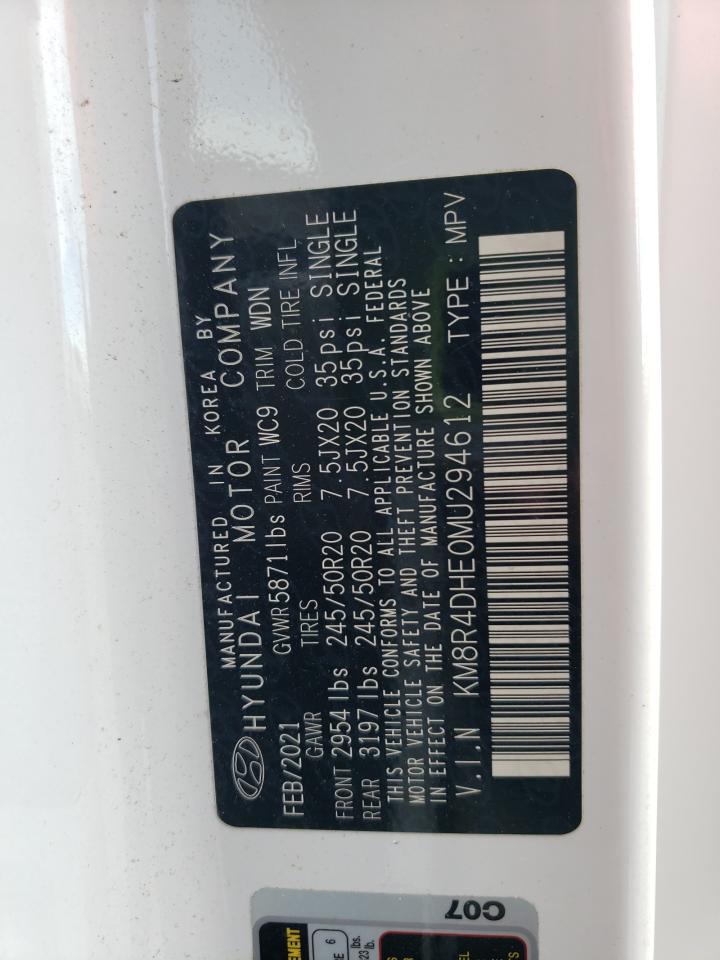 MANUFACTURED IN KOREA BY
HYUNDAI MOTOR COMPANY
FEB/2021 GVWR 5871 lbs PAINT WC9 TRIM WDN
GAWR TIRES RIMS COLD TIRE INFL
FRONT 2954 lbs 245/50R20 7.5JX20 35psi SINGLE
REAR 3197 lbs 245/50R20 7.5JX20 35psi SINGLE
THIS VEHICLE CONFORMS TO ALL APPLICABLE U.S.A. FEDERAL
MOTOR VEHICLE SAFETY AND THEFT PREVENTION STANDARDS
IN EFFECT ON THE DATE OF MANUFACTURE SHOWN ABOVE
V.I.N KM8R4DHE0MU294612 TYPE : MPV
C07
6
lbs.
lb.